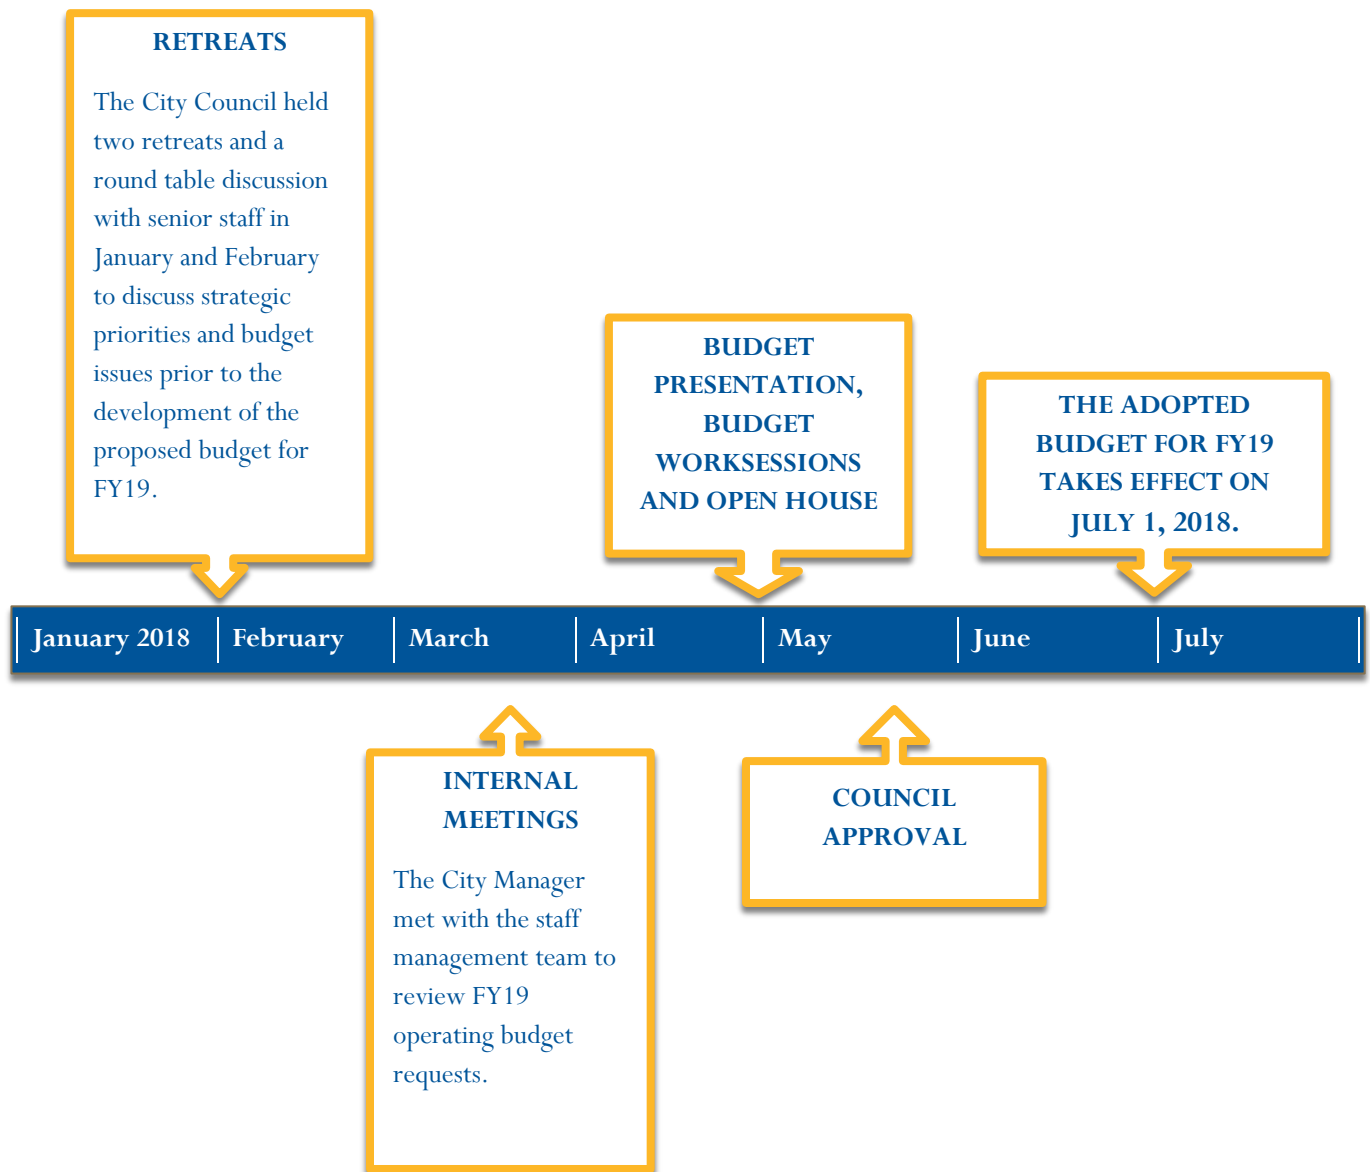 RETREATS
The City Council held
two retreats and a
round table discussion
with senior staff in
January and February
to discuss strategic
priorities and budget
issues prior to the
development of the
proposed budget for
FY19.
BUDGET
PRESENTATION,
BUDGET
WORKSESSIONS
AND OPEN HOUSE
THE ADOPTED
BUDGET FOR FY19
TAKES EFFECT ON
JULY 1, 2018.
January 2018
February
March
April
May
June
July
INTERNAL
MEETINGS
The City Manager
met with the staff
management team to
review FY19
operating budget
requests.
COUNCIL
APPROVAL